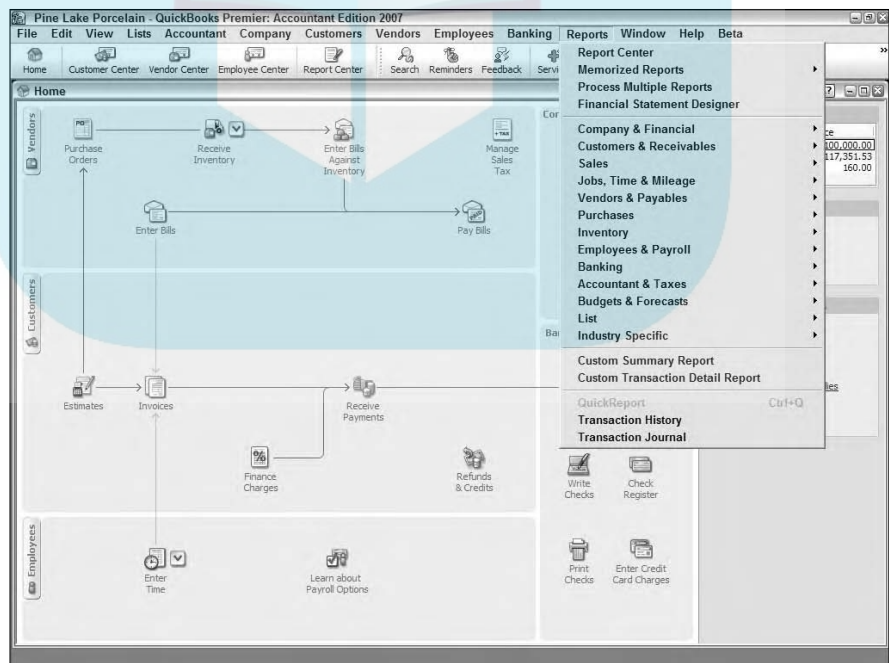 Pine Lake Porcelain - QuickBooks Premier: Accountant Edition 2007
File Edit View Lists Accountant Company Customers Vendors Employees Banking Reports Window Help Beta
Home Customer Center Vendor Center Employee Center Report Center Search Reminders Feedback
Home
Vendors
Purchase Orders
Receive Inventory
Enter Bills Against Inventory
Manage Sales Tax
Enter Bills
Pay Bills
Customers
Estimates
Invoices
Receive Payments
Finance Charges
Refunds & Credits
Employees
Enter Time
Learn about Payroll Options
Write Checks
Check Register
Print Checks
Enter Credit Card Charges
Report Center
Memorized Reports
Process Multiple Reports
Financial Statement Designer
Company & Financial
Customers & Receivables
Sales
Jobs, Time & Mileage
Vendors & Payables
Purchases
Inventory
Employees & Payroll
Banking
Accountant & Taxes
Budgets & Forecasts
List
Industry Specific
Custom Summary Report
Custom Transaction Detail Report
QuickReport Ctrl+Q
Transaction History
Transaction Journal
100,000.00
117,351.53
160.00